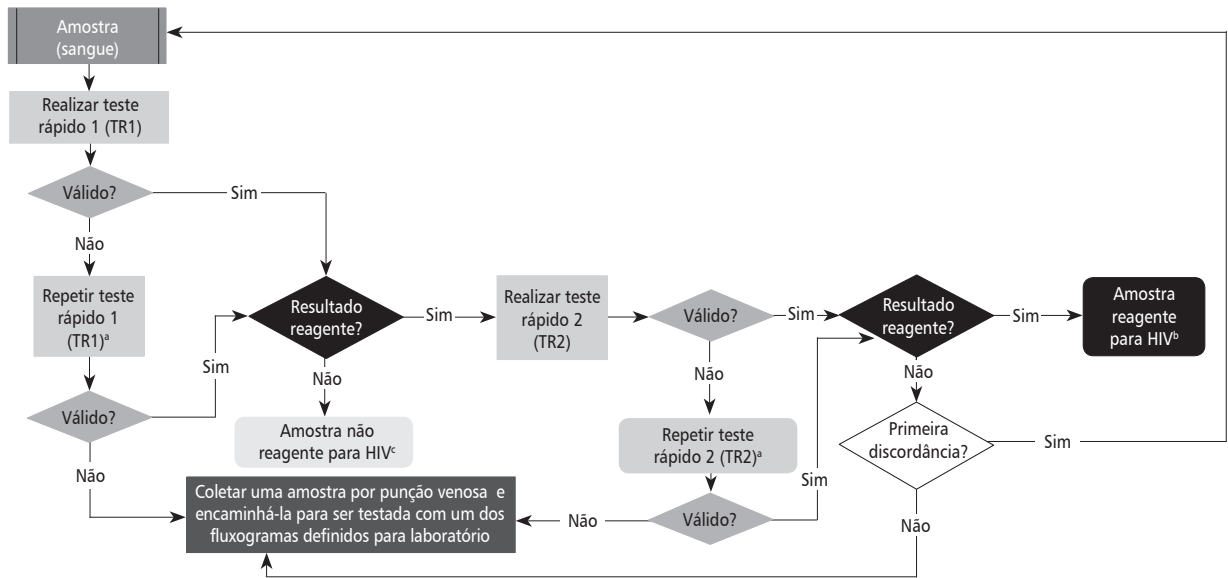 Amostra
(sangue)
Realizar teste
rápido 1 (TR1)
Válido?
Sim
Não
Repetir teste
rápido 1
(TR1)ᵃ
Válido?
Sim
Não
Resultado
reagente?
Sim
Não
Amostra não
reagente para HIVᶜ
Coletar uma amostra por punção venosa e
encaminhá-la para ser testada com um dos
fluxogramas definidos para laboratório
Realizar teste
rápido 2
(TR2)
Válido?
Sim
Não
Repetir teste
rápido 2 (TR2)ᵃ
Válido?
Sim
Não
Resultado
reagente?
Sim
Não
Amostra
reagente
para HIVᵇ
Primeira
discordância?
Sim
Não